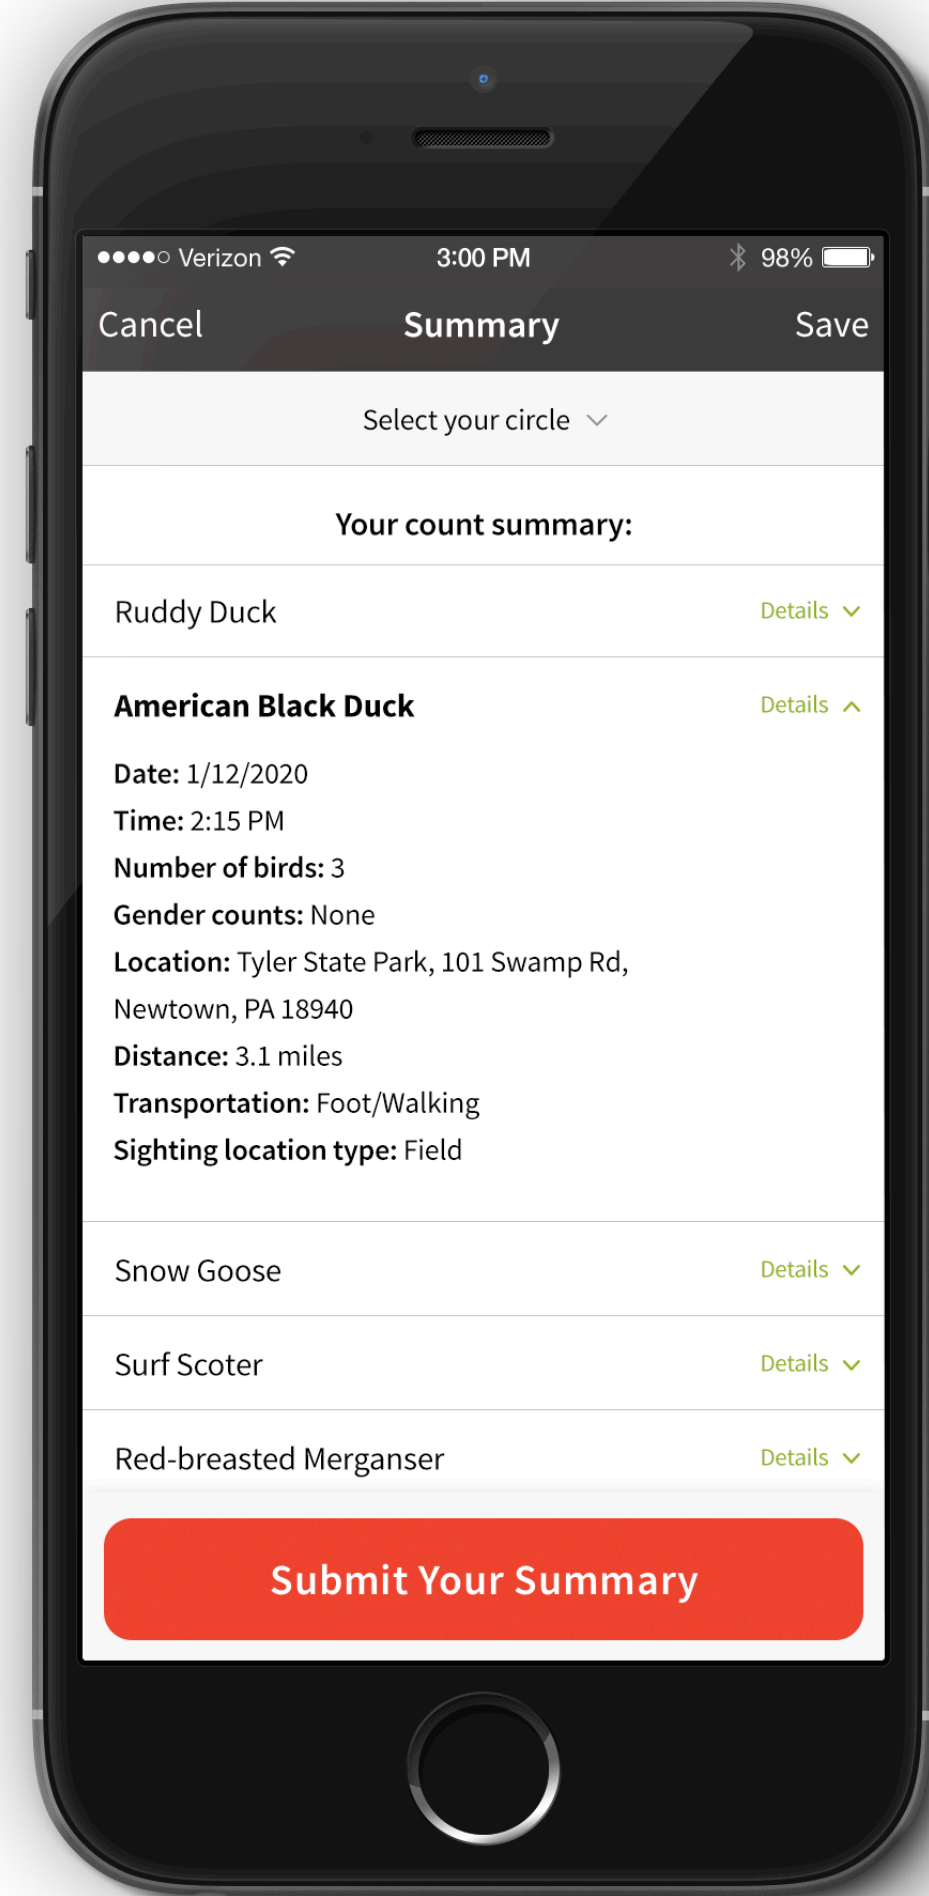 Verizon 3:00 PM 98%
Cancel Summary Save
Select your circle
Your count summary:
Ruddy Duck Details
American Black Duck Details
Date: 1/12/2020
Time: 2:15 PM
Number of birds: 3
Gender counts: None
Location: Tyler State Park, 101 Swamp Rd,
Newtown, PA 18940
Distance: 3.1 miles
Transportation: Foot/Walking
Sighting location type: Field
Snow Goose Details
Surf Scoter Details
Red-breasted Merganser Details
Submit Your Summary